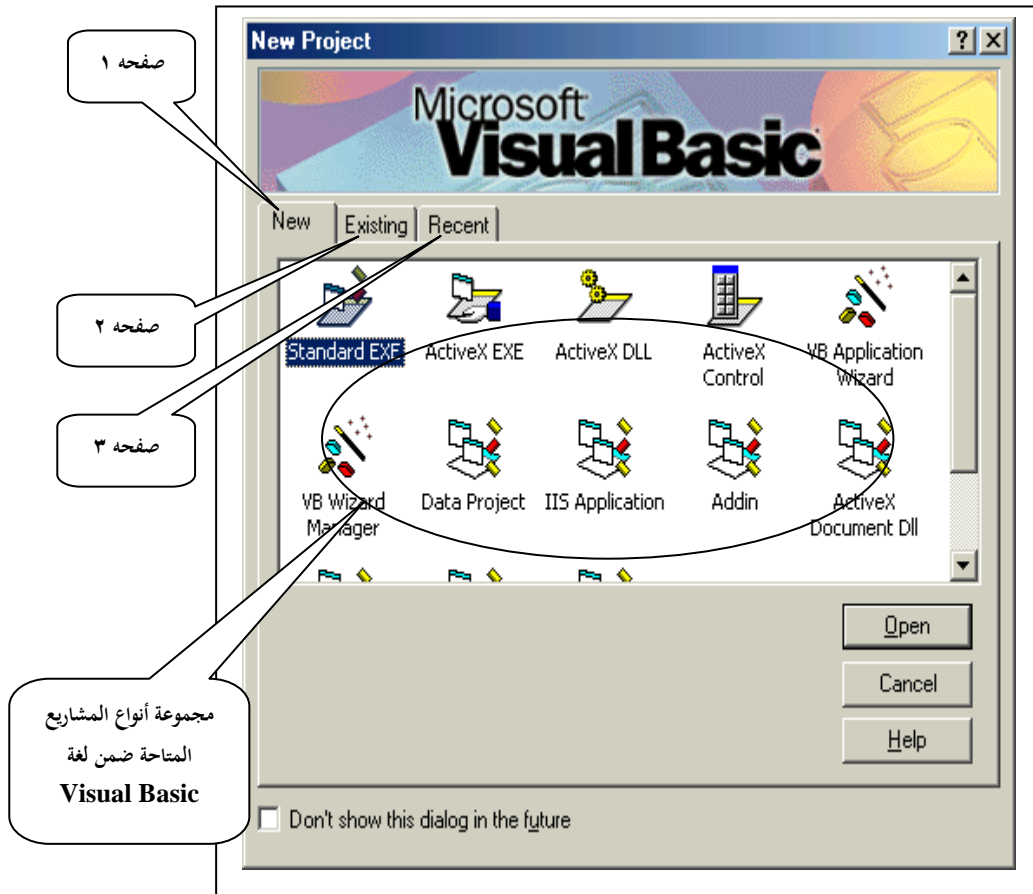 New Project
صفحه ١
Microsoft
Visual Basic
New
Existing
Recent
صفحه ٢
Standard EXE
ActiveX EXE
ActiveX DLL
ActiveX
Control
VB Application
Wizard
صفحه ٣
VB Wizard
Manager
Data Project
IIS Application
Addin
ActiveX
Document Dll
Open
Cancel
Help
مجموعة أنواع المشاريع
المتاحة ضمن لغة
Visual Basic
Don't show this dialog in the future